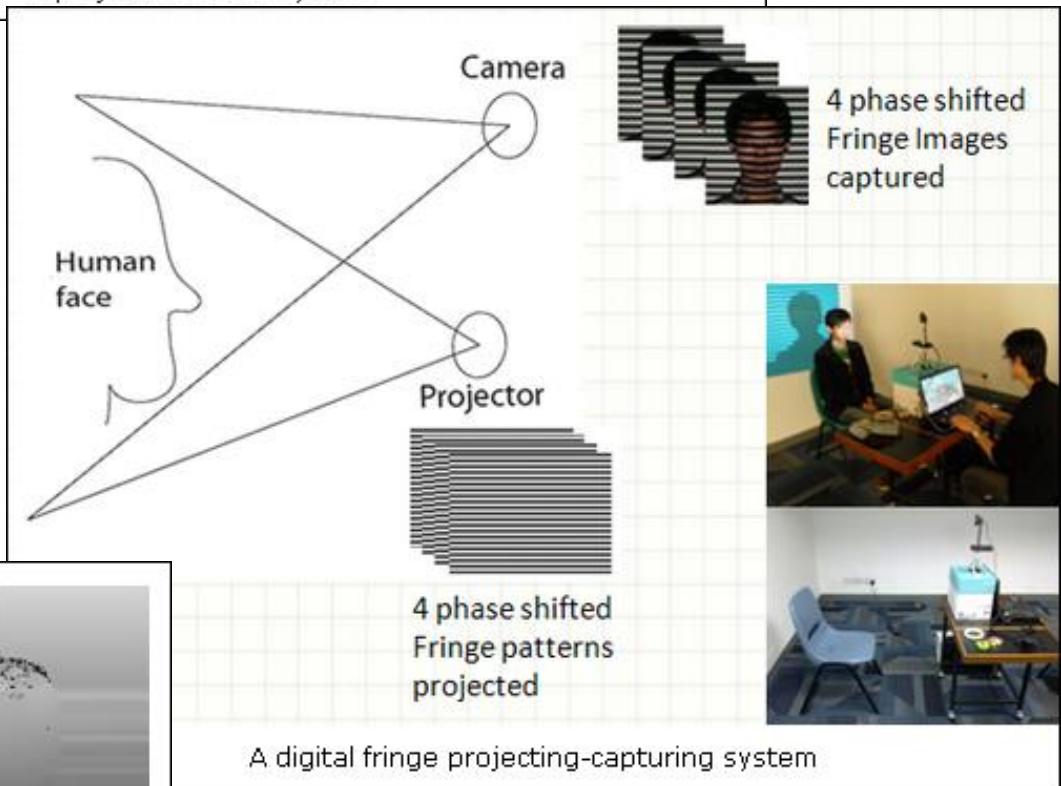 Camera
4 phase shifted
Fringe Images
captured
Human
face
Projector
4 phase shifted
Fringe patterns
projected
A digital fringe projecting-capturing system